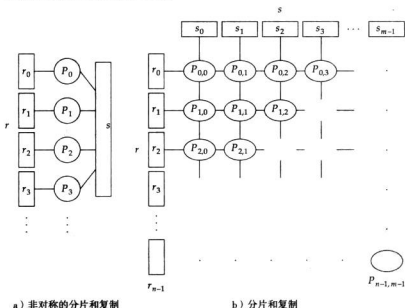 s
s₀ s₁ s₂ s₃ ··· sₘ₋₁
r₀ P₀ r₀ P₀,₀ P₀,₁ P₀,₂ P₀,₃
r₁ P₁ r₁ P₁,₀ P₁,₁ P₁,₂
r s r
r₂ P₂ r₂ P₂,₀ P₂,₁
r₃ P₃ r₃
rₙ₋₁ Pₙ₋₁,ₘ₋₁
a）非对称的分片和复制 b）分片和复制